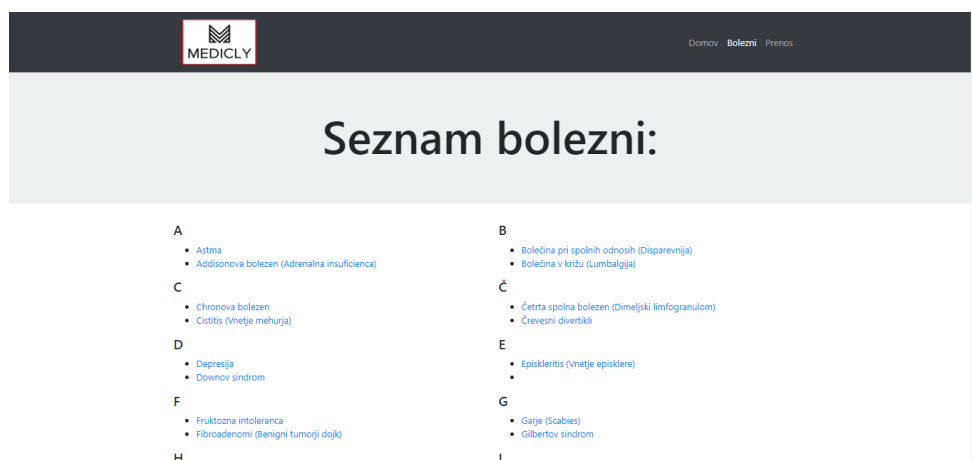 MEDICLY
Domov Bolezni Prenos
Seznam bolezni:
A
Astma
Addisonova bolezen (Adrenalna insuficienca)
B
Bolečina pri spolnih odnosih (Disparevnija)
Bolečina v križu (Lumbalgija)
C
Chronova bolezen
Cistitis (Vnetje mehurja)
Č
Četrta spolna bolezen (Dimeljski limfogranulom)
Črevesni divertikli
D
Depresija
Downov sindrom
E
Episkleritis (Vnetje episklere)
F
Fruktozna intoleranca
Fibroadenomi (Benigni tumorji dojk)
G
Garje (Scabies)
Gilbertov sindrom
H